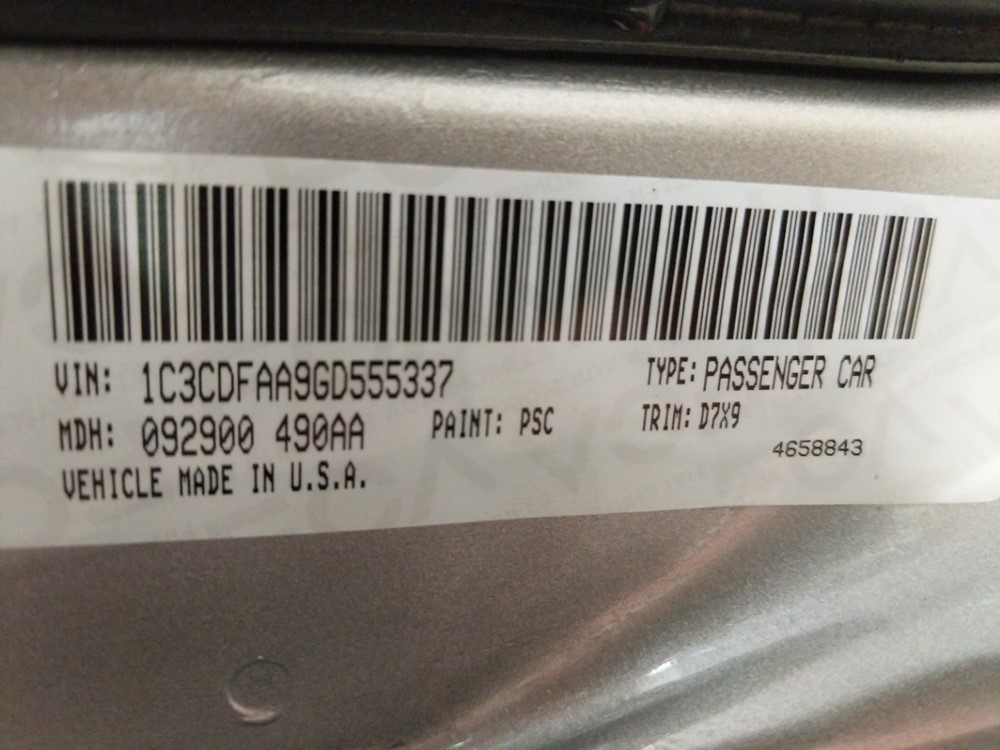 VIN: 1C3CDFAA9GD555337 TYPE: PASSENGER CAR
MDH: 092900 490AA PAINT: PSC TRIM: D7X9
4658843
VEHICLE MADE IN U.S.A.